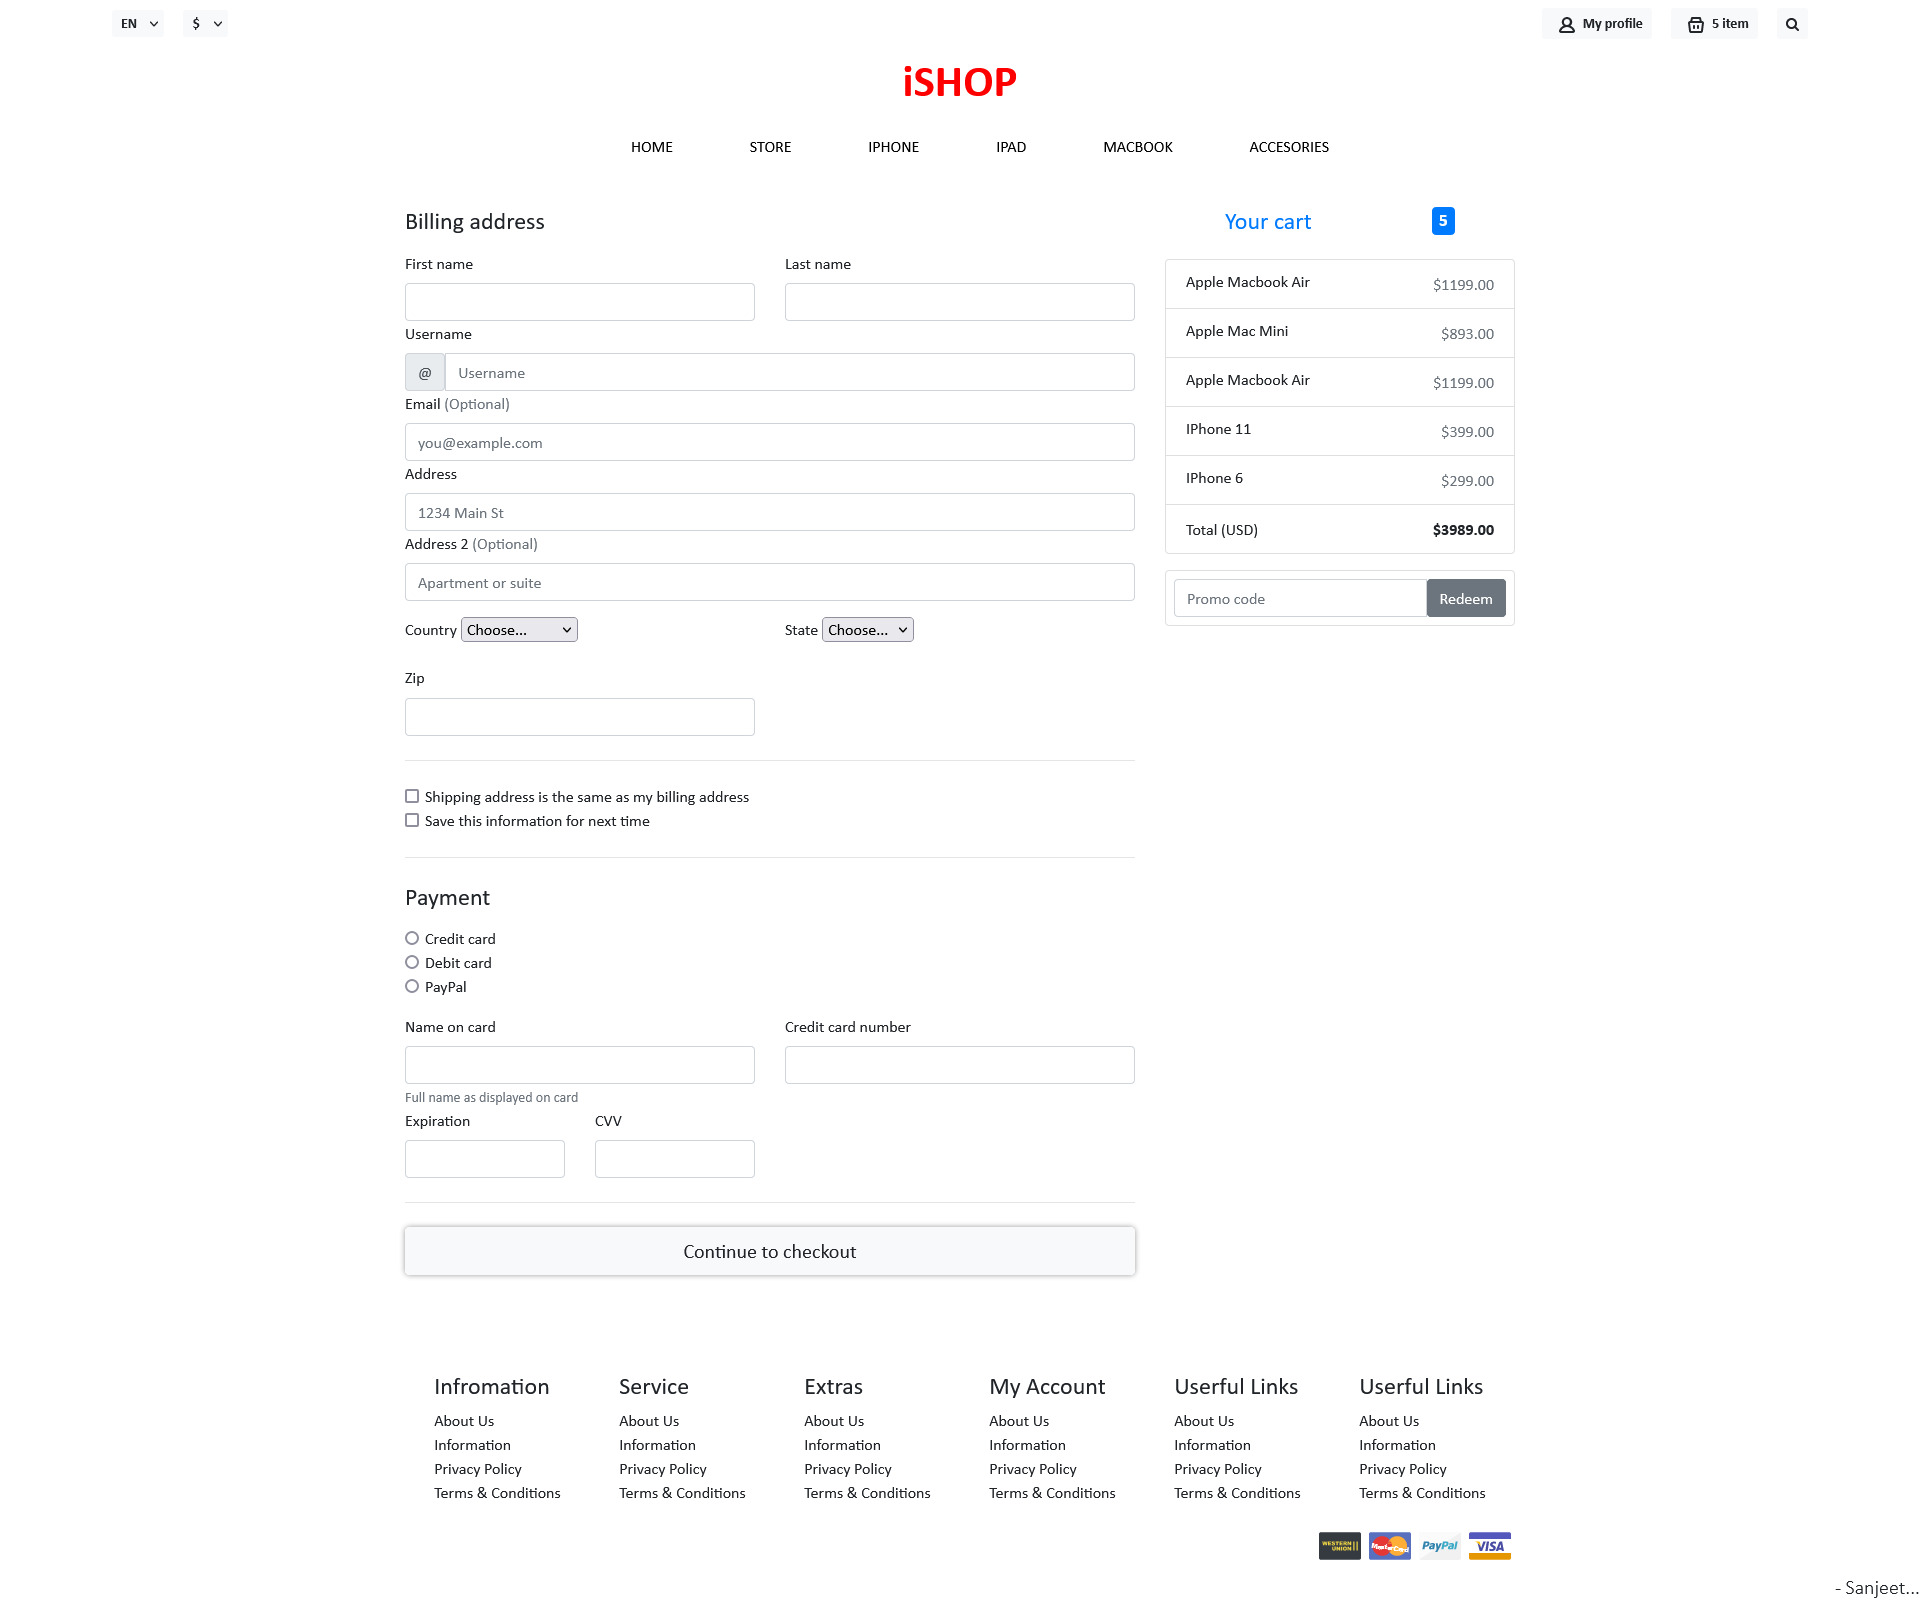 EN $ My profile 5 item
iSHOP
HOME STORE IPHONE IPAD MACBOOK ACCESORIES
Billing address
First name Last name
Username
@ Username
Email (Optional)
you@example.com
Address
1234 Main St
Address 2 (Optional)
Apartment or suite
Country Choose... State Choose...
Zip
Shipping address is the same as my billing address
Save this information for next time
Payment
Credit card
Debit card
PayPal
Name on card Credit card number
Full name as displayed on card
Expiration CVV
Continue to checkout
Your cart 5
Apple Macbook Air $1199.00
Apple Mac Mini $893.00
Apple Macbook Air $1199.00
IPhone 11 $399.00
IPhone 6 $299.00
Total (USD) $3989.00
Promo code Redeem
Infromation Service Extras My Account Userful Links Userful Links
About Us About Us About Us About Us About Us About Us
Information Information Information Information Information Information
Privacy Policy Privacy Policy Privacy Policy Privacy Policy Privacy Policy Privacy Policy
Terms & Conditions Terms & Conditions Terms & Conditions Terms & Conditions Terms & Conditions Terms & Conditions
WESTERN UNION MasterCard PayPal VISA
- Sanjeet...